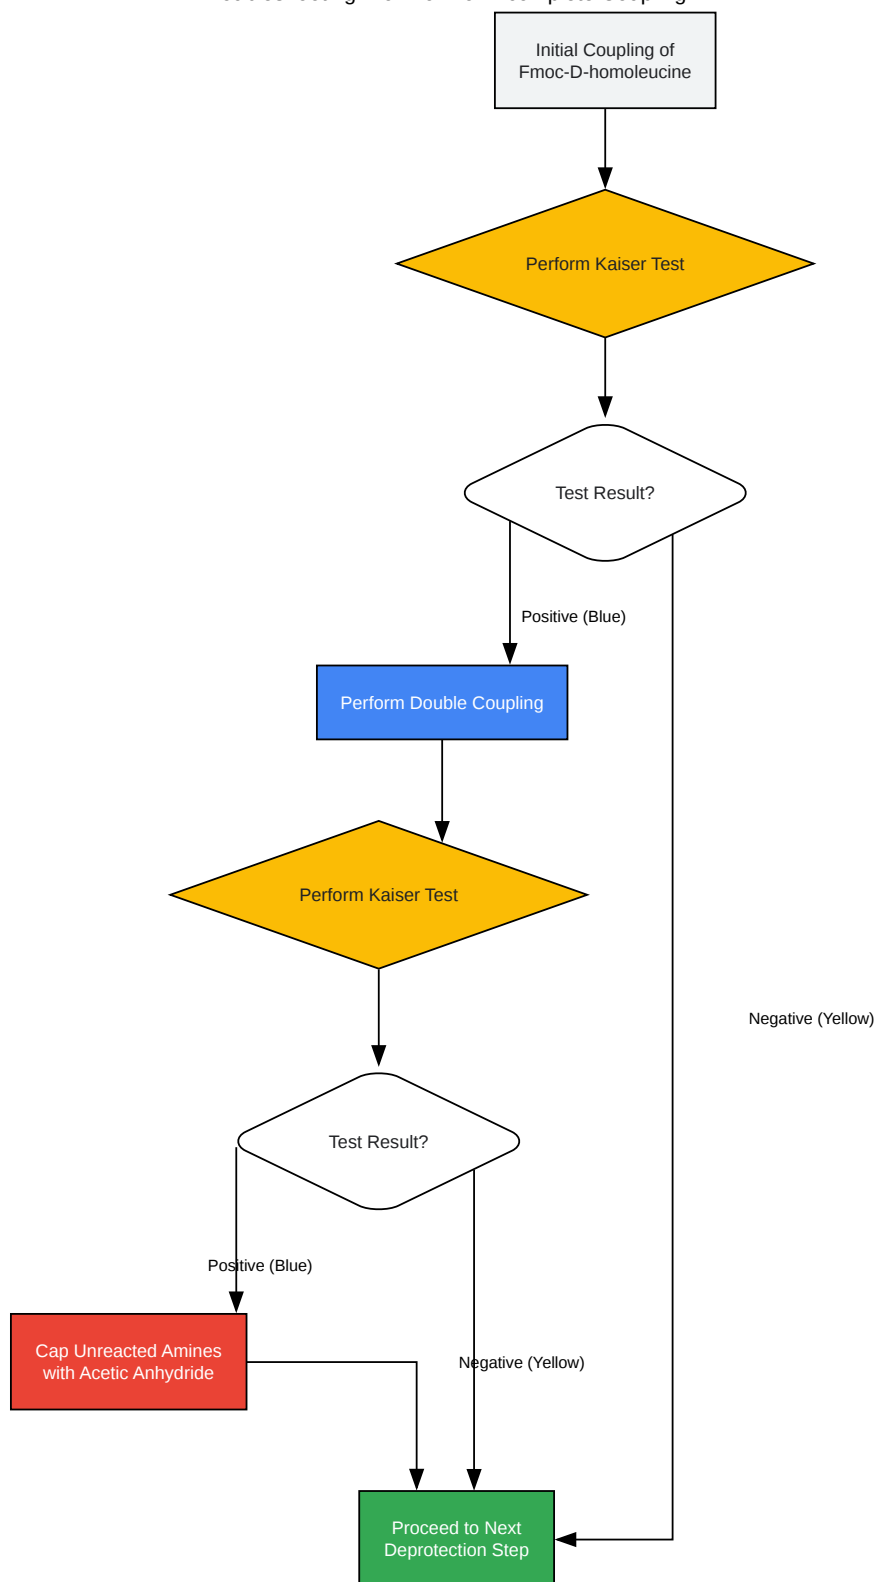 Initial Coupling of
Fmoc-D-homoleucine
Perform Kaiser Test
Test Result?
Positive (Blue)
Perform Double Coupling
Perform Kaiser Test
Negative (Yellow)
Test Result?
Positive (Blue)
Cap Unreacted Amines
with Acetic Anhydride
Negative (Yellow)
Proceed to Next
Deprotection Step